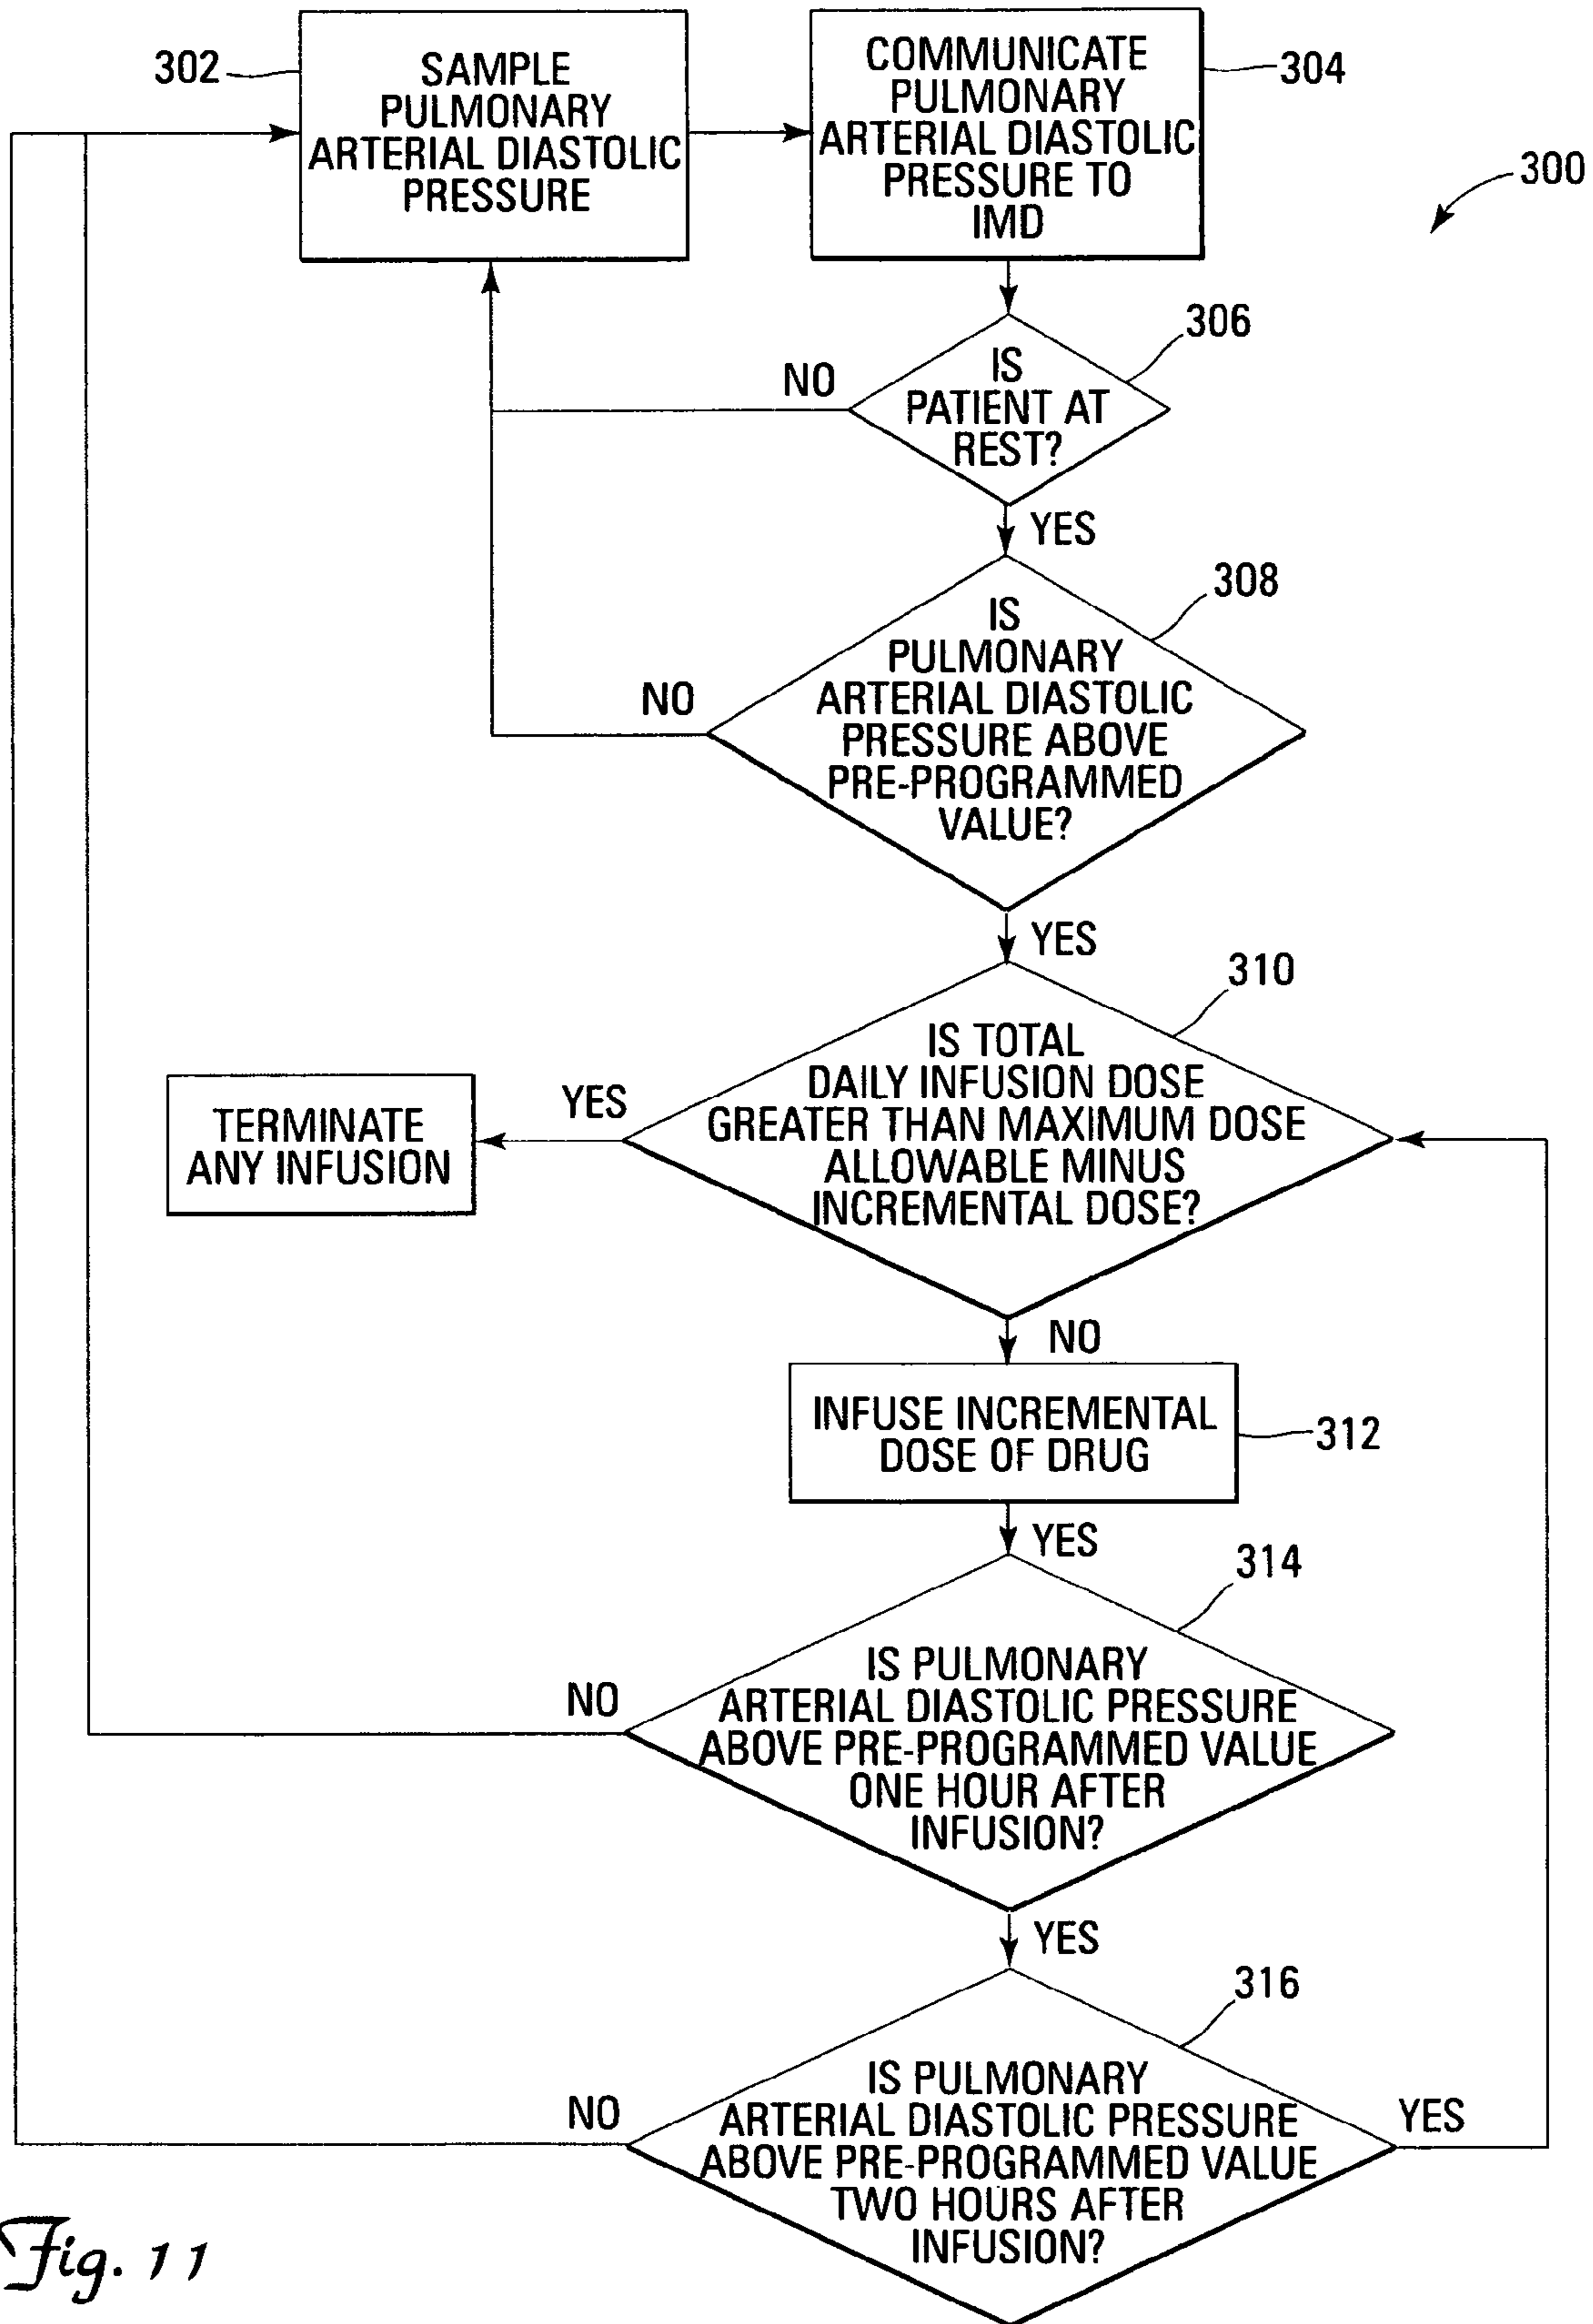 302
SAMPLE
PULMONARY
ARTERIAL DIASTOLIC
PRESSURE
COMMUNICATE
PULMONARY
ARTERIAL DIASTOLIC
PRESSURE TO
IMD
304
300
306
IS
PATIENT AT
REST?
NO
YES
308
IS
PULMONARY
ARTERIAL DIASTOLIC
PRESSURE ABOVE
PRE-PROGRAMMED
VALUE?
NO
YES
310
IS TOTAL
DAILY INFUSION DOSE
GREATER THAN MAXIMUM DOSE
ALLOWABLE MINUS
INCREMENTAL DOSE?
YES
TERMINATE
ANY INFUSION
NO
INFUSE INCREMENTAL
DOSE OF DRUG
312
YES
314
IS PULMONARY
ARTERIAL DIASTOLIC PRESSURE
ABOVE PRE-PROGRAMMED VALUE
ONE HOUR AFTER
INFUSION?
NO
YES
316
IS PULMONARY
ARTERIAL DIASTOLIC PRESSURE
ABOVE PRE-PROGRAMMED VALUE
TWO HOURS AFTER
INFUSION?
NO
YES
Fig. 11